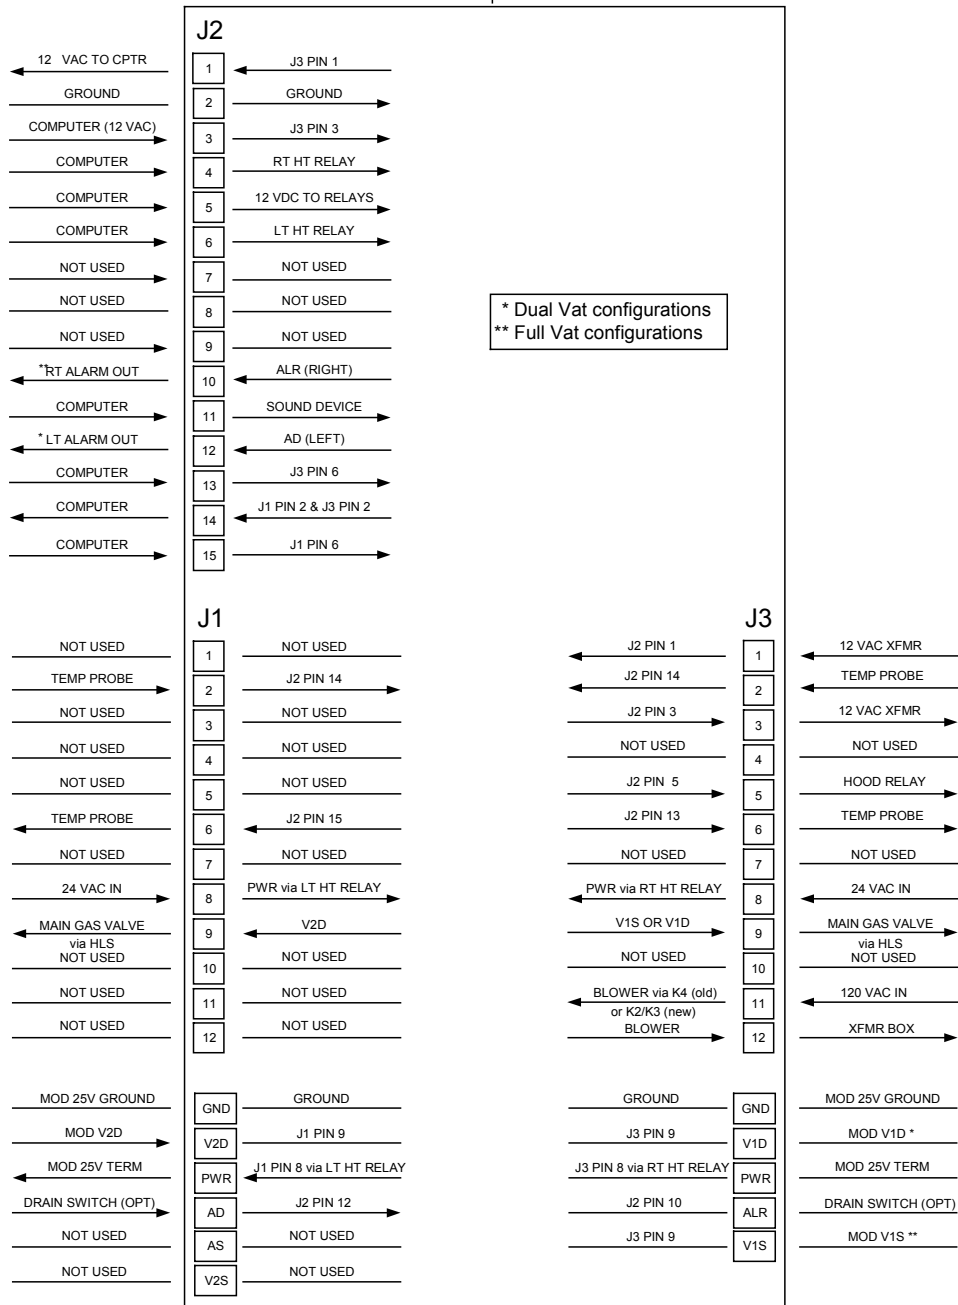 J2
12 VAC TO CPTR 1 J3 PIN 1
GROUND 2 GROUND
COMPUTER (12 VAC) 3 J3 PIN 3
COMPUTER 4 RT HT RELAY
COMPUTER 5 12 VDC TO RELAYS
COMPUTER 6 LT HT RELAY
NOT USED 7 NOT USED
NOT USED 8 NOT USED
NOT USED 9 NOT USED
**RT ALARM OUT 10 ALR (RIGHT)
COMPUTER 11 SOUND DEVICE
* LT ALARM OUT 12 AD (LEFT)
COMPUTER 13 J3 PIN 6
COMPUTER 14 J1 PIN 2 & J3 PIN 2
COMPUTER 15 J1 PIN 6
* Dual Vat configurations
** Full Vat configurations
J1
NOT USED 1 NOT USED
TEMP PROBE 2 J2 PIN 14
NOT USED 3 NOT USED
NOT USED 4 NOT USED
NOT USED 5 NOT USED
TEMP PROBE 6 J2 PIN 15
NOT USED 7 NOT USED
24 VAC IN 8 PWR via LT HT RELAY
MAIN GAS VALVE 9 V2D
via HLS
NOT USED 10 NOT USED
NOT USED 11 NOT USED
NOT USED 12 NOT USED
J3
J2 PIN 1 1 12 VAC XFMR
J2 PIN 14 2 TEMP PROBE
J2 PIN 3 3 12 VAC XFMR
NOT USED 4 NOT USED
J2 PIN 5 5 HOOD RELAY
J2 PIN 13 6 TEMP PROBE
NOT USED 7 NOT USED
PWR via RT HT RELAY 8 24 VAC IN
V1S OR V1D 9 MAIN GAS VALVE
via HLS
NOT USED 10 NOT USED
BLOWER via K4 (old) 11 120 VAC IN
or K2/K3 (new)
BLOWER 12 XFMR BOX
MOD 25V GROUND GND GROUND
MOD V2D V2D J1 PIN 9
MOD 25V TERM PWR J1 PIN 8 via LT HT RELAY
DRAIN SWITCH (OPT) AD J2 PIN 12
NOT USED AS NOT USED
NOT USED V2S NOT USED
GROUND GND MOD 25V GROUND
J3 PIN 9 V1D MOD V1D *
J3 PIN 8 via RT HT RELAY PWR MOD 25V TERM
J2 PIN 10 ALR DRAIN SWITCH (OPT)
J3 PIN 9 V1S MOD V1S **